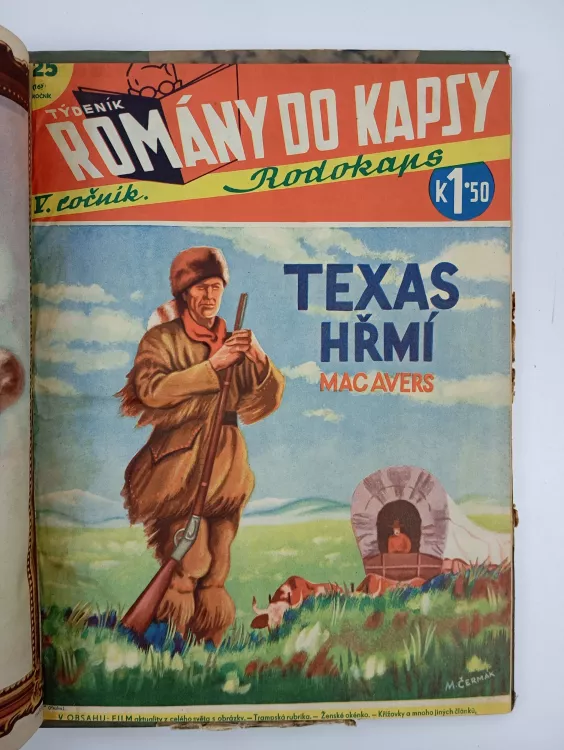 25
ROČNÍK
TÝDENÍK
ROMÁNY DO KAPSY
V. ročník.
Rodokaps
K 1·50
TEXAS
HŘMÍ
MAC AVERS
M. ČERMÁK
V OBSAHU: FILM aktuality z celého světa s obrázky. – Trampská rubrika. – Ženské okénko. – Křížovky a mnoho jiných článků.